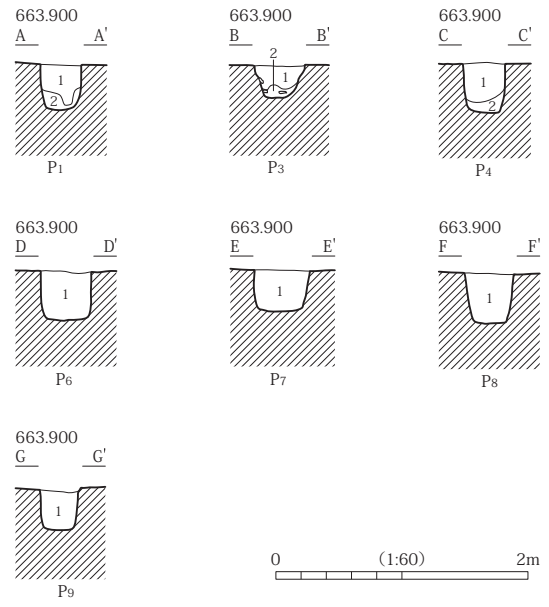 663.900 663.900 663.900
A A' B B' C C'
2
1 1 1
2 2
P1 P3 P4
663.900 663.900 663.900
D D' E E' F F'
1 1 1
P6 P7 P8
663.900
G G'
1
P9
0 (1:60) 2m